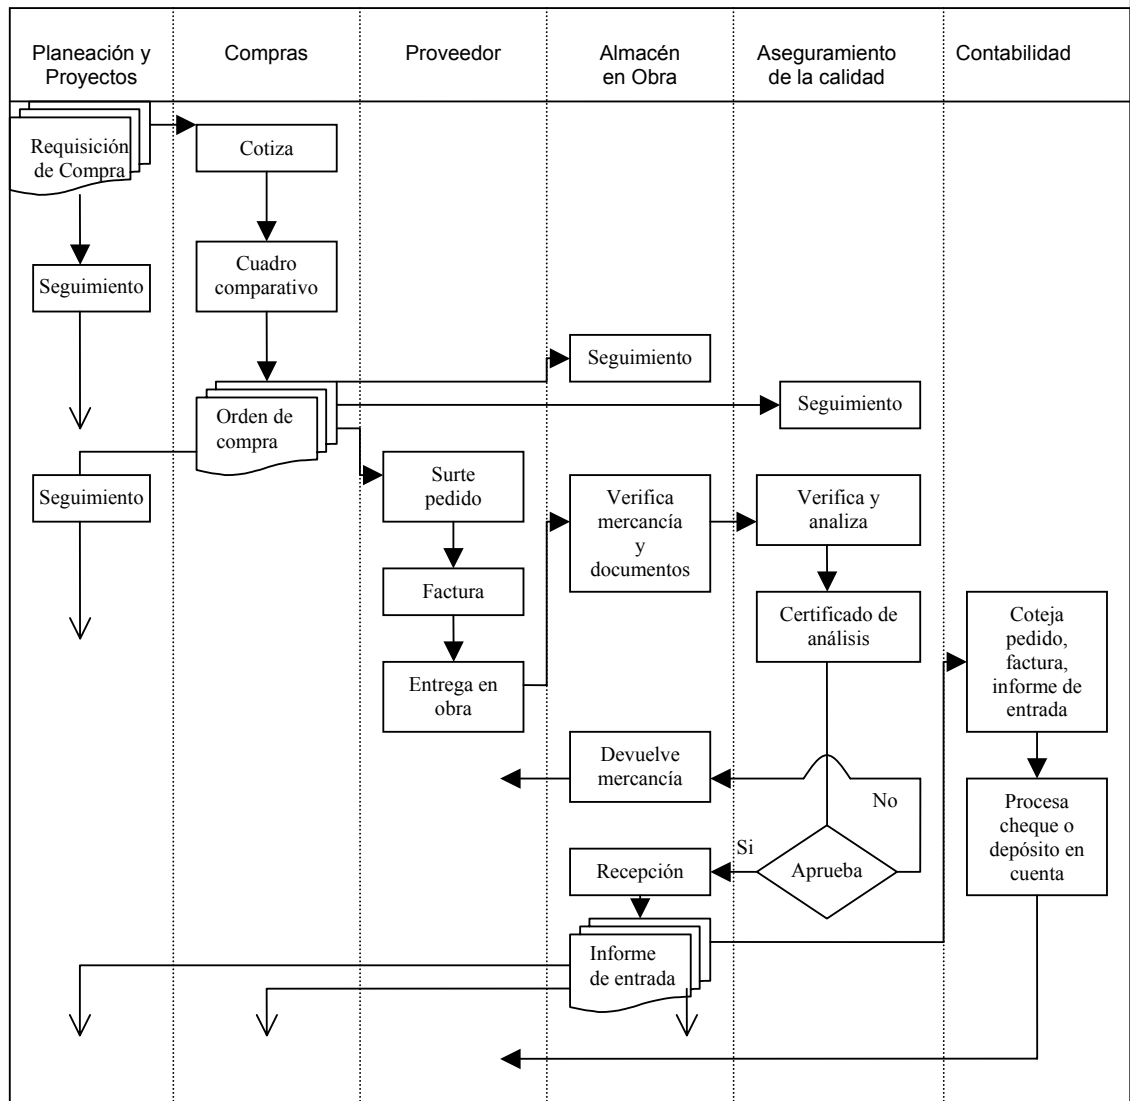 Planeación y
Proyectos
Compras
Proveedor
Almacén
en Obra
Aseguramiento
de la calidad
Contabilidad
Requisición
de Compra
Cotiza
Seguimiento
Cuadro
comparativo
Seguimiento
Seguimiento
Orden de
compra
Seguimiento
Surte
pedido
Verifica
mercancía
y
documentos
Verifica y
analiza
Factura
Certificado de
análisis
Coteja
pedido,
factura,
informe de
entrada
Entrega en
obra
Devuelve
mercancía
No
Procesa
cheque o
depósito en
cuenta
Si
Aprueba
Recepción
Informe
de entrada